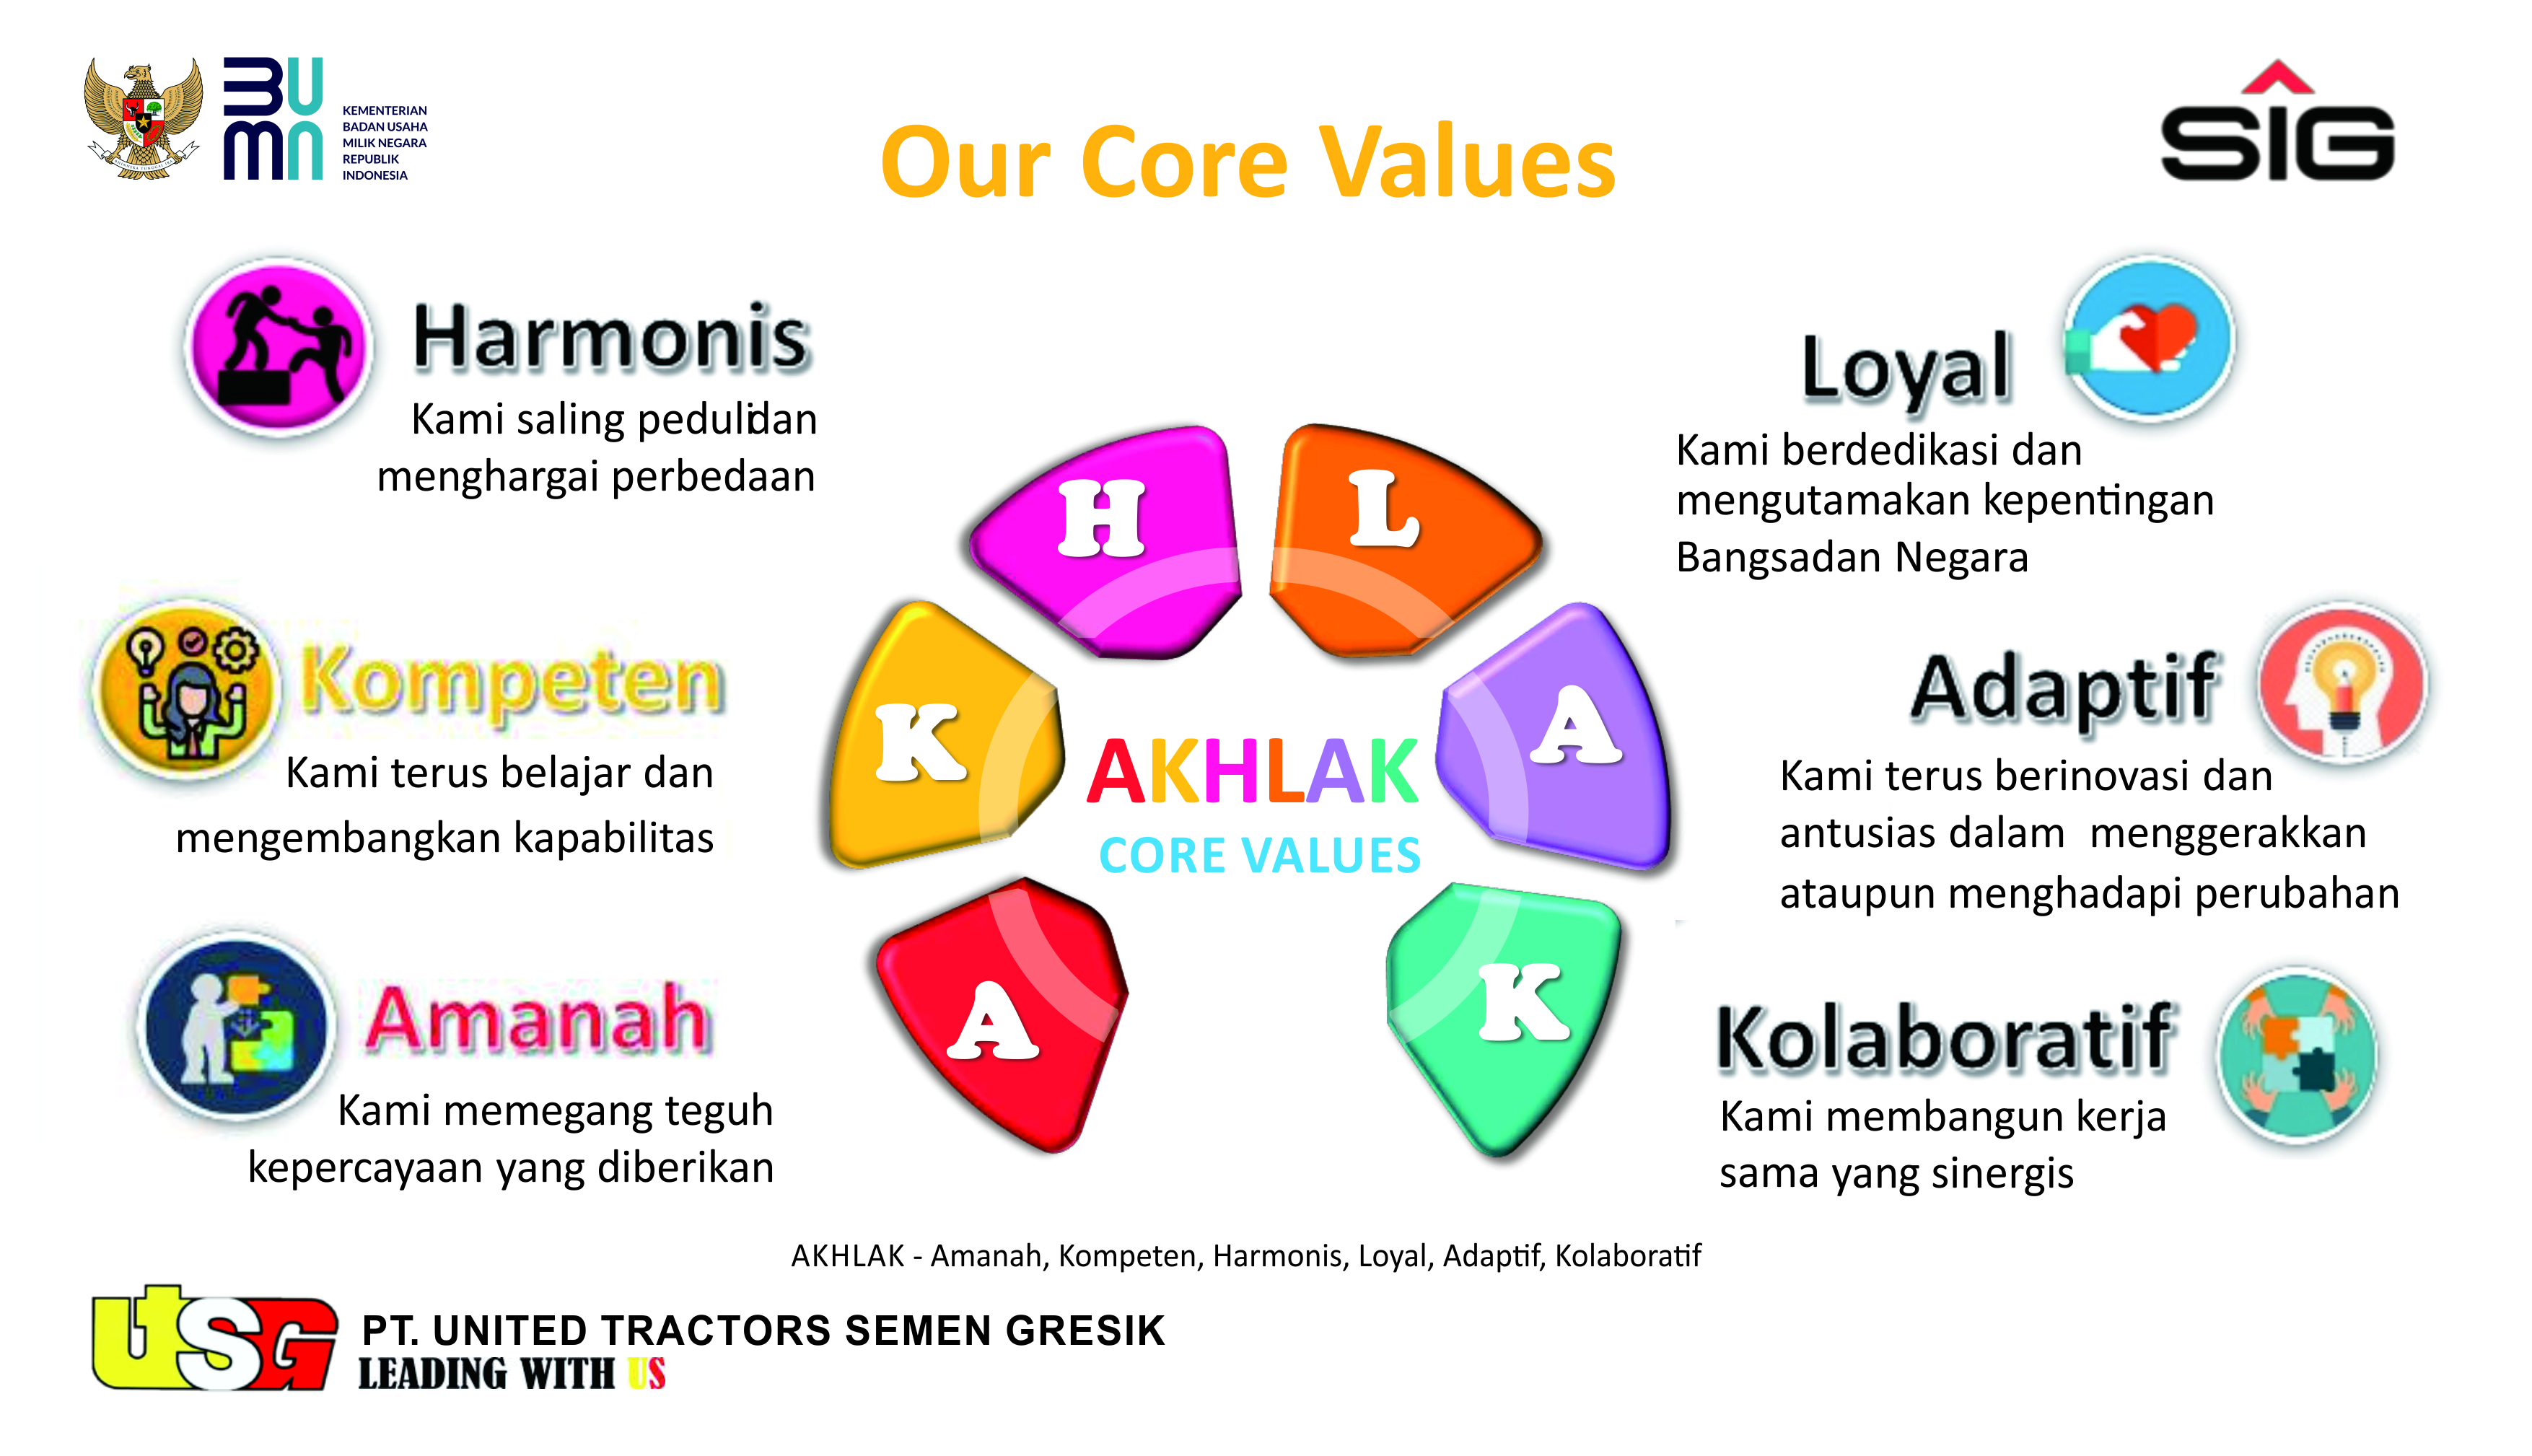 BUMN
KEMENTERIAN
BADAN USAHA
MILIK NEGARA
REPUBLIK
INDONESIA
Our Core Values
SIG
Harmonis
Kami saling pedulidan
menghargai perbedaan
Kompeten
Kami terus belajar dan
mengembangkan kapabilitas
Amanah
Kami memegang teguh
kepercayaan yang diberikan
A
K
H
L
A
K
AKHLAK
CORE VALUES
Loyal
Kami berdedikasi dan
mengutamakan kepentingan
Bangsadan Negara
Adaptif
Kami terus berinovasi dan
antusias dalam menggerakkan
ataupun menghadapi perubahan
Kolaboratif
Kami membangun kerja
sama yang sinergis
AKHLAK - Amanah, Kompeten, Harmonis, Loyal, Adaptif, Kolaboratif
UTSG
PT. UNITED TRACTORS SEMEN GRESIK
LEADING WITH US